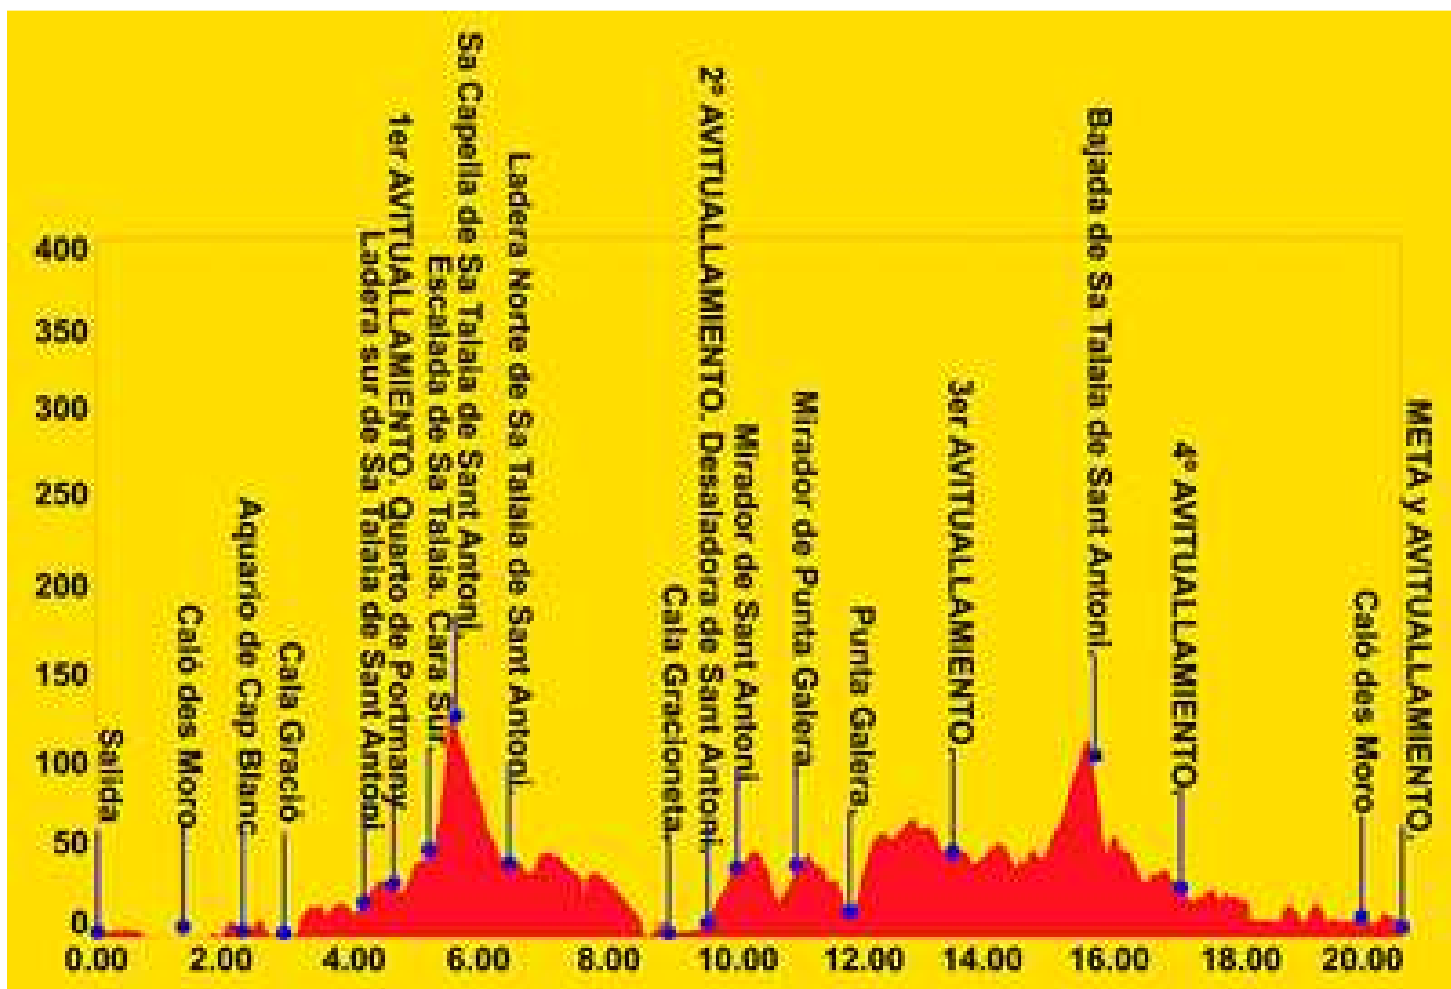 400
350
300
250
200
150
100
50
0
0.00
2.00
4.00
6.00
8.00
10.00
12.00
14.00
16.00
18.00
20.00
Salida
Caló des Moro.
Aquario de Cap Blanc.
Cala Gració
Ladera sur de Sa Talaia de Sant Antoni.
1er AVITUALLAMIENTO. Quarto de Portmany.
Escalada de Sa Talaia. Cara Sur
Sa Capella de Sa Talaia de Sant Antoni.
Ladera Norte de Sa Talaia de Sant Antoni.
Cala Gracioneta.
2º AVITUALLAMIENTO. Desaladora de Sant Antoni.
Mirador de Sant Antoni.
Mirador de Punta Galera.
Punta Galera.
3er AVITUALLAMIENTO.
Bajada de Sa Talaia de Sant Antoni.
4º AVITUALLAMIENTO.
Caló des Moro.
META y AVITUALLAMIENTO.